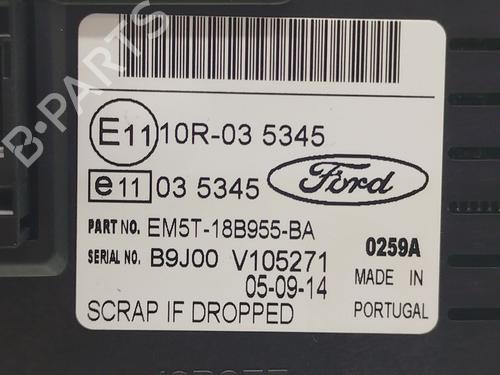 B-PARTS
E11 10R-03 5345
e11 03 5345
Ford
PART NO. EM5T-18B955-BA
0259A
SERIAL NO. B9J00 V105271
05-09-14
MADE IN
PORTUGAL
SCRAP IF DROPPED